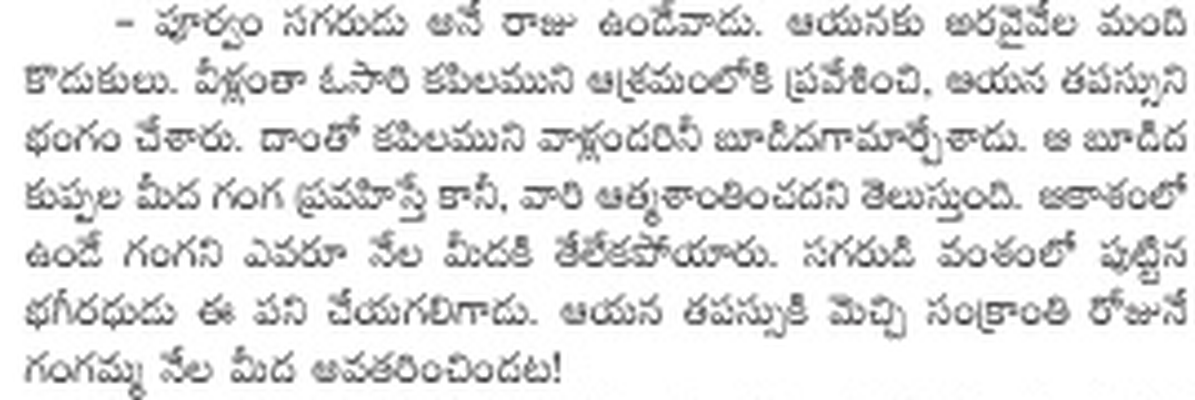 – పూర్వం సగరుడు అనే రాజు ఉండేవాడు. ఆయనకు అరవైవేల మంది
కొడుకులు. వీళ్లంతా ఓసారి కపిలముని ఆశ్రమంలోకి ప్రవేశించి, ఆయన తపస్సుని
భంగం చేశారు. దాంతో కపిలముని వాళ్లందరినీ బూడిదగామార్చేశాడు. ఆ బూడిద
కుప్పల మీద గంగ ప్రవహిస్తే కానీ, వారి ఆత్మశాంతించదని తెలుస్తుంది. ఆకాశంలో
ఉండే గంగని ఎవరూ నేల మీదకి తేలేకపోయారు. సగరుడి వంశంలో పుట్టిన
భగీరధుడు ఈ పని చేయగలిగాడు. ఆయన తపస్సుకి మెచ్చి సంక్రాంతి రోజునే
గంగమ్మ నేల మీద అవతరించిందట!